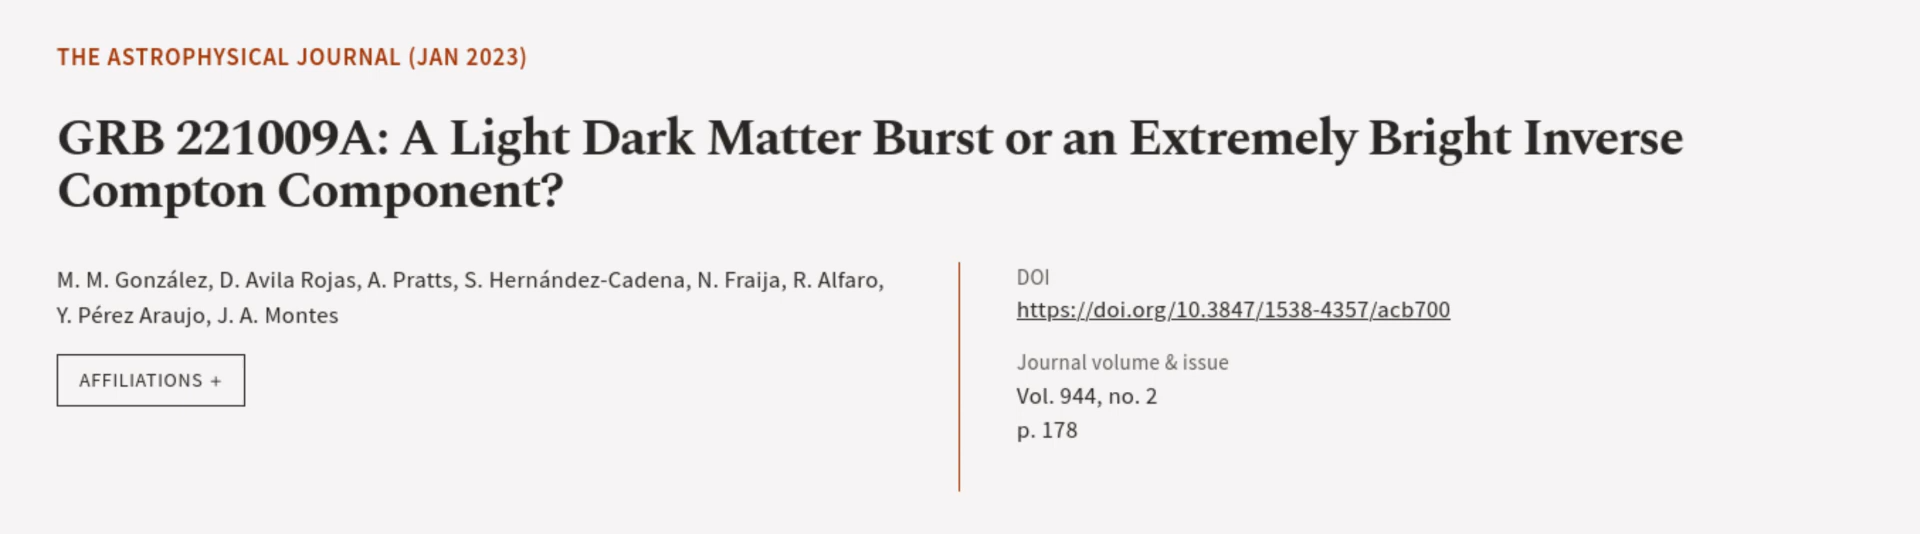 THE ASTROPHYSICAL JOURNAL (JAN 2023)
GRB 221009A: A Light Dark Matter Burst or an Extremely Bright Inverse
Compton Component?
M. M. González, D. Avila Rojas, A. Pratts, S. Hernández-Cadena, N. Fraija, R. Alfaro,
Y. Pérez Araujo, J. A. Montes
AFFILIATIONS +
DOI
https://doi.org/10.3847/1538-4357/acb700
Journal volume & issue
Vol. 944, no. 2
p. 178